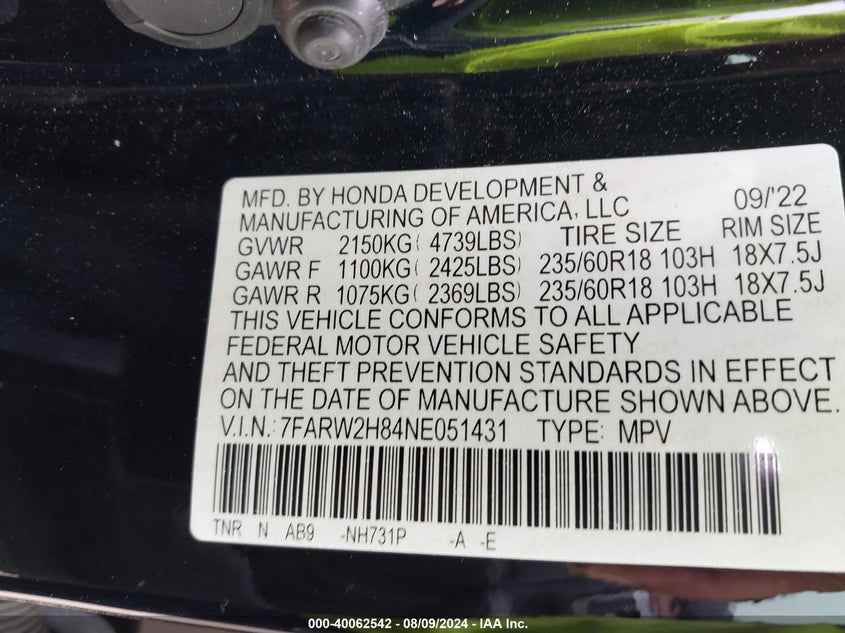 MFD. BY HONDA DEVELOPMENT &
MANUFACTURING OF AMERICA, LLC 09/'22
GVWR 2150KG( 4739LBS) TIRE SIZE RIM SIZE
GAWR F 1100KG( 2425LBS) 235/60R18 103H 18X7.5J
GAWR R 1075KG( 2369LBS) 235/60R18 103H 18X7.5J
THIS VEHICLE CONFORMS TO ALL APPLICABLE
FEDERAL MOTOR VEHICLE SAFETY
AND THEFT PREVENTION STANDARDS IN EFFECT
ON THE DATE OF MANUFACTURE SHOWN ABOVE.
V.I.N.: 7FARW2H84NE051431 TYPE: MPV
TNR N AB9 -NH731P -A -E
000-40062542 - 08/09/2024 - IAA Inc.